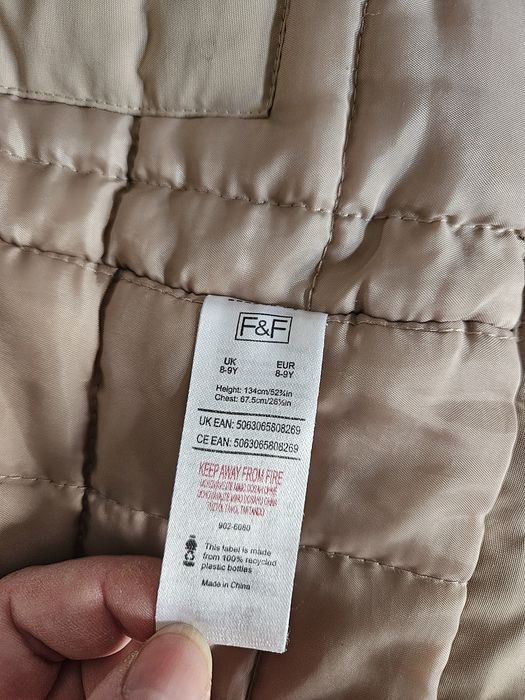 F&F
UK EUR
8-9Y 8-9Y
Height: 134cm/52¾in
Chest: 67.5cm/26½in
UK EAN: 5063065808269
CE EAN: 5063065808269
KEEP AWAY FROM FIRE
902-6080
This label is made
from 100% recycled
plastic bottles
Made in China